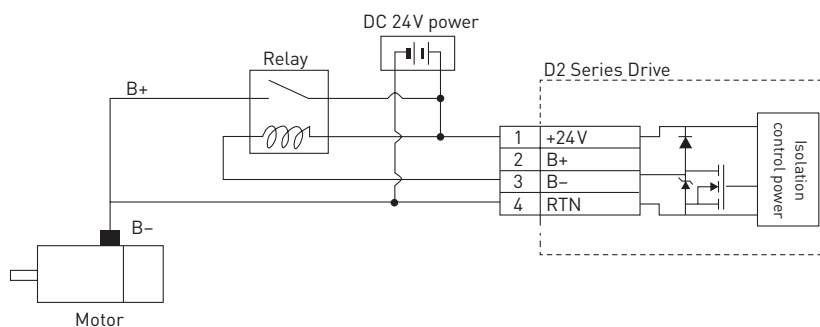 DC 24V power
Relay
D2 Series Drive
B+
1 +24V
2 B+
3 B−
4 RTN
Isolation
control power
B−
Motor